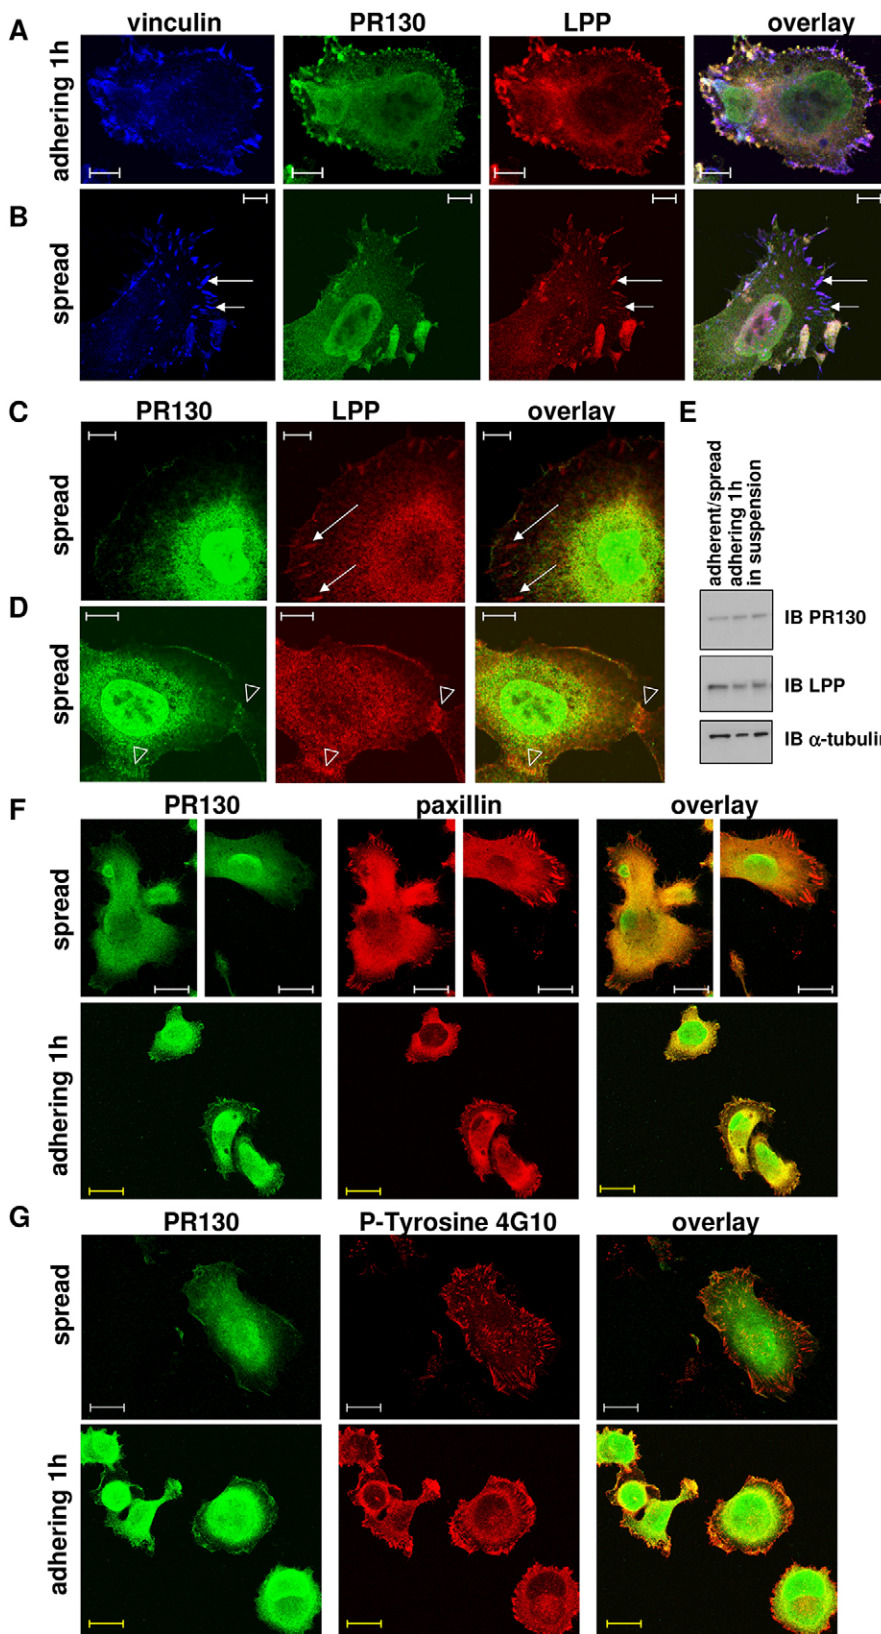 A vinculin PR130 LPP overlay
adhering 1h
B
spread
C PR130 LPP overlay
spread
D
spread
E
adherent/spread
adhering 1h
in suspension
IB PR130
IB LPP
IB α-tubulin
F PR130 paxillin overlay
spread
adhering 1h
G PR130 P-Tyrosine 4G10 overlay
spread
adhering 1h